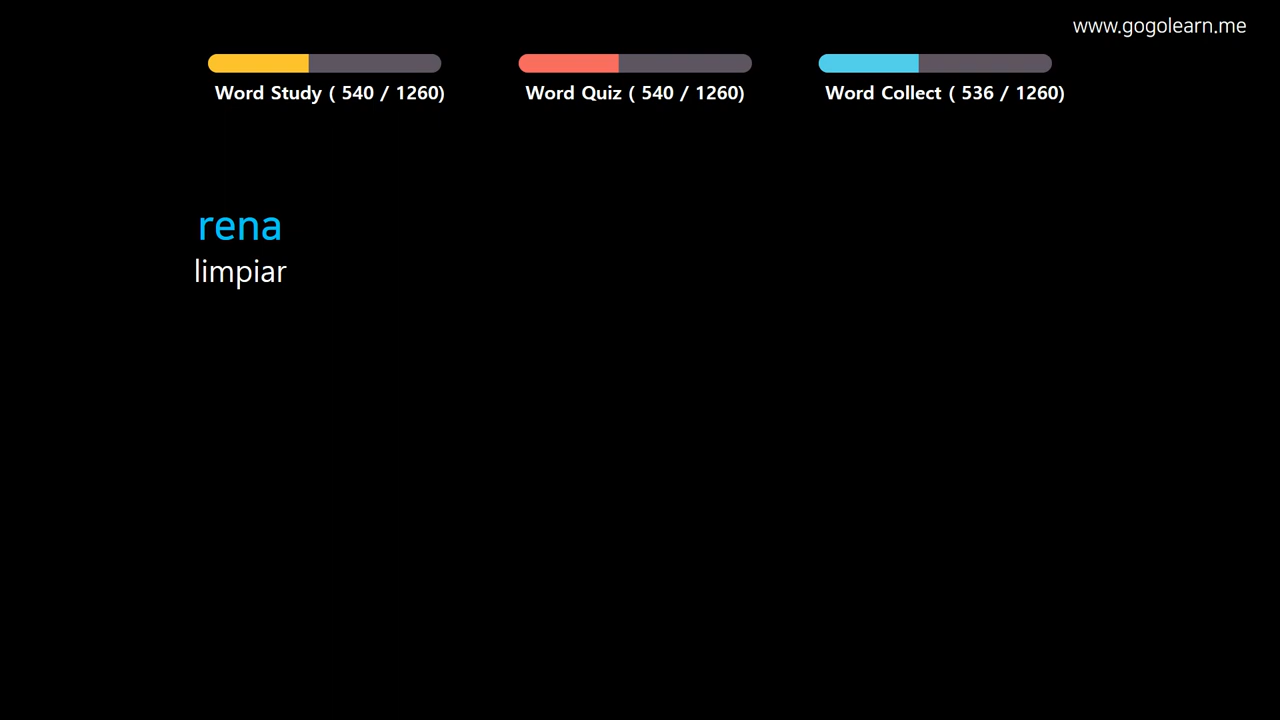 www.gogolearn.me
Word Study ( 540 / 1260)
Word Quiz ( 540 / 1260)
Word Collect ( 536 / 1260)
rena
limpiar